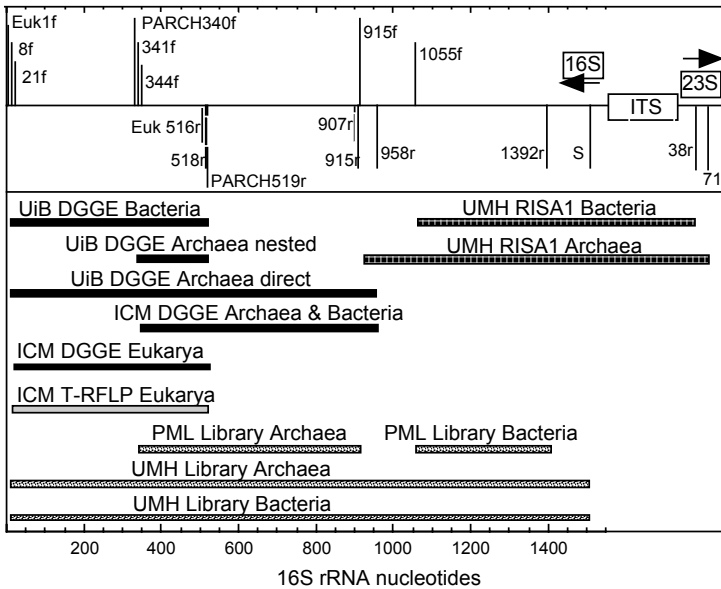 Euk1f
PARCH340f
8f
341f
915f
21f
344f
1055f
16S
23S
ITS
Euk 516r
907r
518r
915r
958r
1392r
S
38r
PARCH519r
71
UiB DGGE Bacteria
UMH RISA1 Bacteria
UiB DGGE Archaea nested
UMH RISA1 Archaea
UiB DGGE Archaea direct
ICM DGGE Archaea & Bacteria
ICM DGGE Eukarya
ICM T-RFLP Eukarya
PML Library Archaea
PML Library Bacteria
UMH Library Archaea
UMH Library Bacteria
200 400 600 800 1000 1200 1400
16S rRNA nucleotides